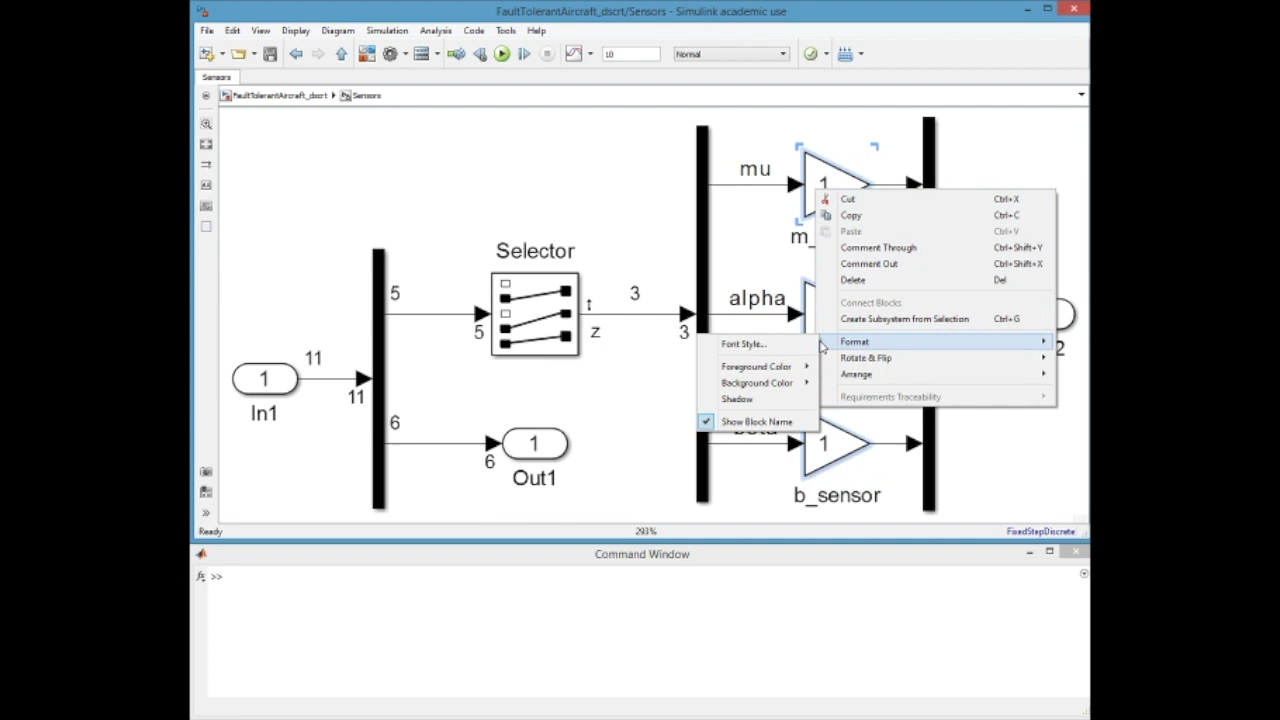 FaultTolerantAircraft_dscrt/Sensors - Simulink academic use
File Edit View Display Diagram Simulation Analysis Code Tools Help
10 Normal
Sensors
FaultTolerantAircraft_dscrt Sensors
mu
1
m_
Selector
5
5
3
3
alpha
z
11
1
11
In1
6
6
1
Out1
1
b_sensor
2
Cut Ctrl+X
Copy Ctrl+C
Paste Ctrl+V
Comment Through Ctrl+Shift+Y
Comment Out Ctrl+Shift+X
Delete Del
Connect Blocks
Create Subsystem from Selection Ctrl+G
Format
Rotate & Flip
Arrange
Requirements Traceability
Font Style...
Foreground Color
Background Color
Shadow
Show Block Name
Ready 293% FixedStepDiscrete
Command Window
fx >>